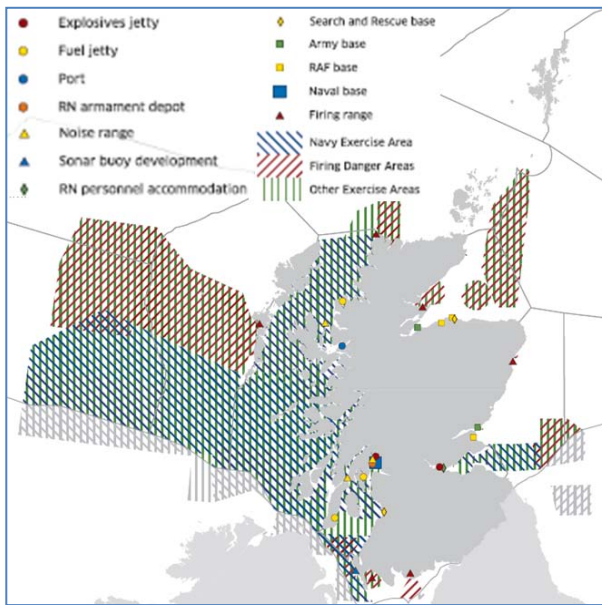 Explosives jetty
Fuel jetty
Port
RN armament depot
Noise range
Sonar buoy development
RN personnel accommodation
Search and Rescue base
Army base
RAF base
Naval base
Firing range
Navy Exercise Area
Firing Danger Areas
Other Exercise Areas